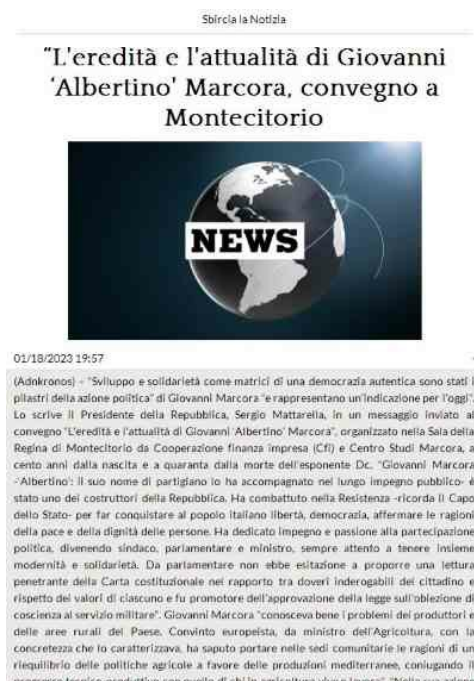 Sbircia la Notizia
"L'eredità e l'attualità di Giovanni
'Albertino' Marcora, convegno a
Montecitorio
NEWS
01/18/2023 19:57
(Adnkronos) - "Sviluppo e solidarietà come matrici di una democrazia autentica sono stati i
pilastri della azione politica" di Giovanni Marcora "e rappresentano un'indicazione per l'oggi".
Lo scrive il Presidente della Repubblica, Sergio Mattarella, in un messaggio inviato al
convegno "L'eredità e l'attualità di Giovanni 'Albertino' Marcora", organizzato nella Sala della
Regina di Montecitorio da Cooperazione finanza impresa (Cfi) e Centro Studi Marcora, a
cento anni dalla nascita e a quaranta dalla morte dell'esponente Dc. "Giovanni Marcora
-'Albertino': il suo nome di partigiano lo ha accompagnato nel lungo impegno pubblico- è
stato uno dei costruttori della Repubblica. Ha combattuto nella Resistenza -ricorda il Capo
dello Stato- per far conquistare al popolo italiano libertà, democrazia, affermare le ragioni
della pace e della dignità delle persone. Ha dedicato impegno e passione alla partecipazione
politica, divenendo sindaco, parlamentare e ministro, sempre attento a tenere insieme
modernità e solidarietà. Da parlamentare non ebbe esitazione a proporre una lettura
penetrante della Carta costituzionale nel rapporto tra doveri inderogabili del cittadino e
rispetto dei valori di ciascuno e fu promotore dell'approvazione della legge sull'obiezione di
coscienza al servizio militare". Giovanni Marcora "conosceva bene i problemi dei produttori e
delle aree rurali del Paese. Convinto europeista, da ministro dell'Agricoltura, con la
concretezza che lo caratterizzava, ha saputo portare nelle sedi comunitarie le ragioni di un
riequilibrio delle politiche agricole a favore delle produzioni mediterranee, coniugando il